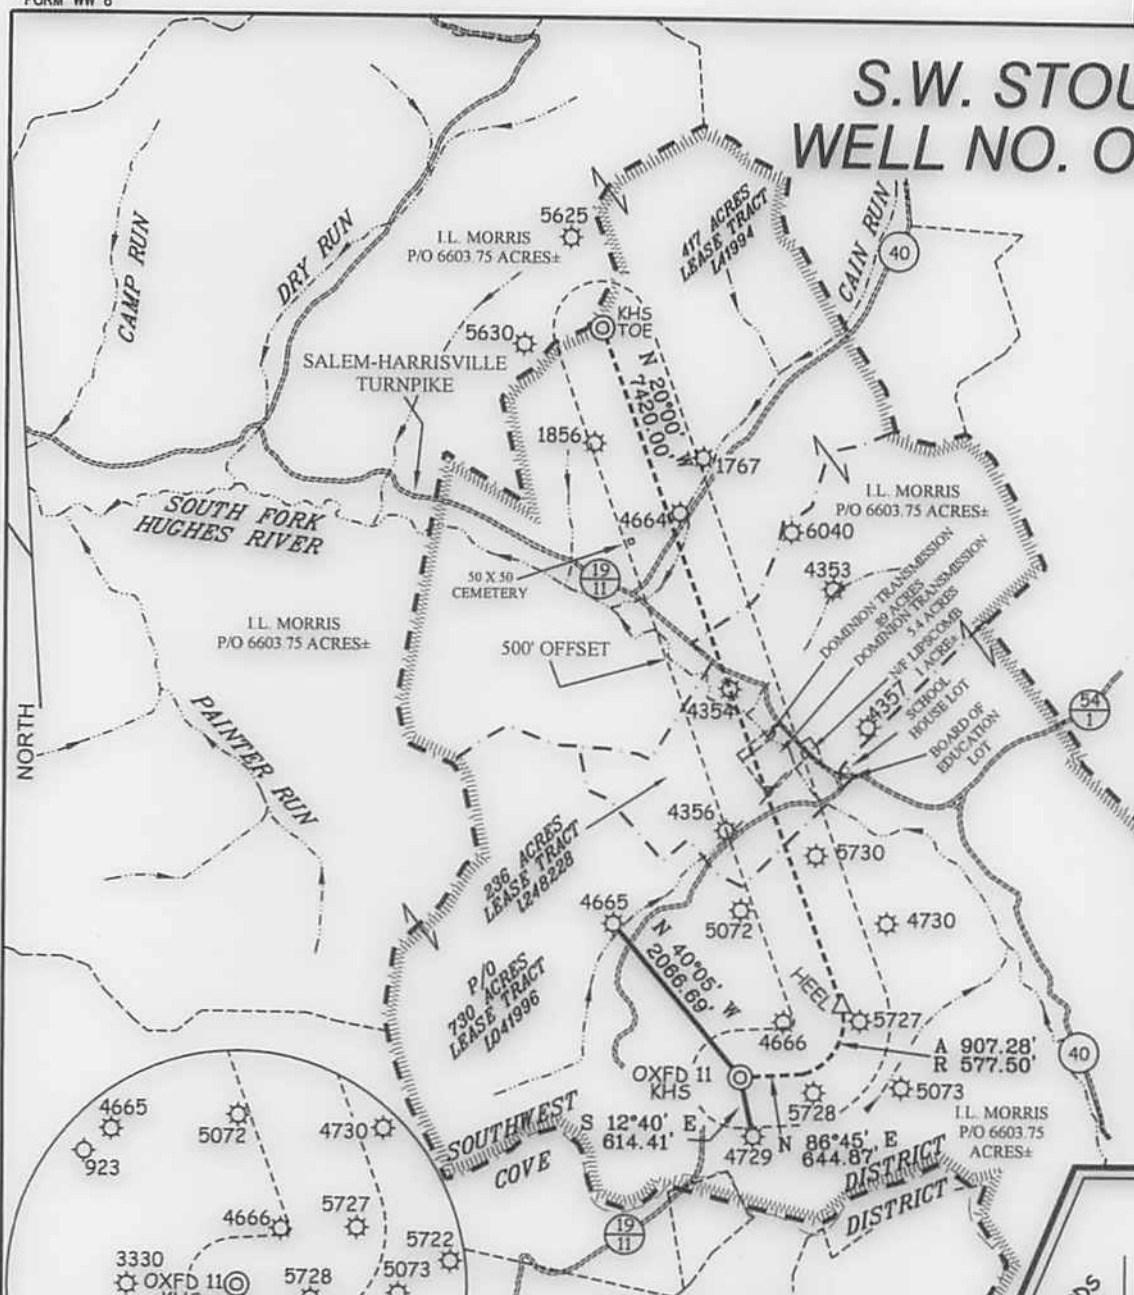 FORM WW 6
S.W. STOU
WELL NO. O
CAMP RUN
DRY RUN
5625
I.L. MORRIS
P/O 6603.75 ACRES±
417 ACRES
LEASE TRACT
LA1994
CAIN RUN
40
KHS
TOE
5630
SALEM-HARRISVILLE
TURNPIKE
N 20°00' W
7420.00'
1856
1767
SOUTH FORK
HUGHES RIVER
4664
I.L. MORRIS
P/O 6603.75 ACRES±
6040
50 X 50
CEMETERY
19
11
4353
DOMINION TRANSMISSION
89 ACRES
DOMINION TRANSMISSION
5.4 ACRES
N/F LIPSCOMB
1 ACRE±
I.L. MORRIS
P/O 6603.75 ACRES±
500' OFFSET
SCHOOL
HOUSE LOT
BOARD OF
EDUCATION
LOT
4354
4357
54
1
NORTH
PAINTER RUN
4356
5730
236 ACRES
LEASE TRACT
L248228
4665
5072
4730
N 40°05' W
2066.69'
P/O
730 ACRES
LEASE TRACT
L041996
HEEL
4666
5727
A 907.28'
R 577.50'
40
OXFD 11
KHS
5728
5073
S 12°40' E
614.41'
4729
N 86°45' E
644.87'
I.L. MORRIS
P/O 6603.75
ACRES±
SOUTHWEST
COVE
DISTRICT
DISTRICT
19
11
4665
5072
4730
923
4666
5727
5722
3330
OXFD 11
KHS
5728
5073
DS